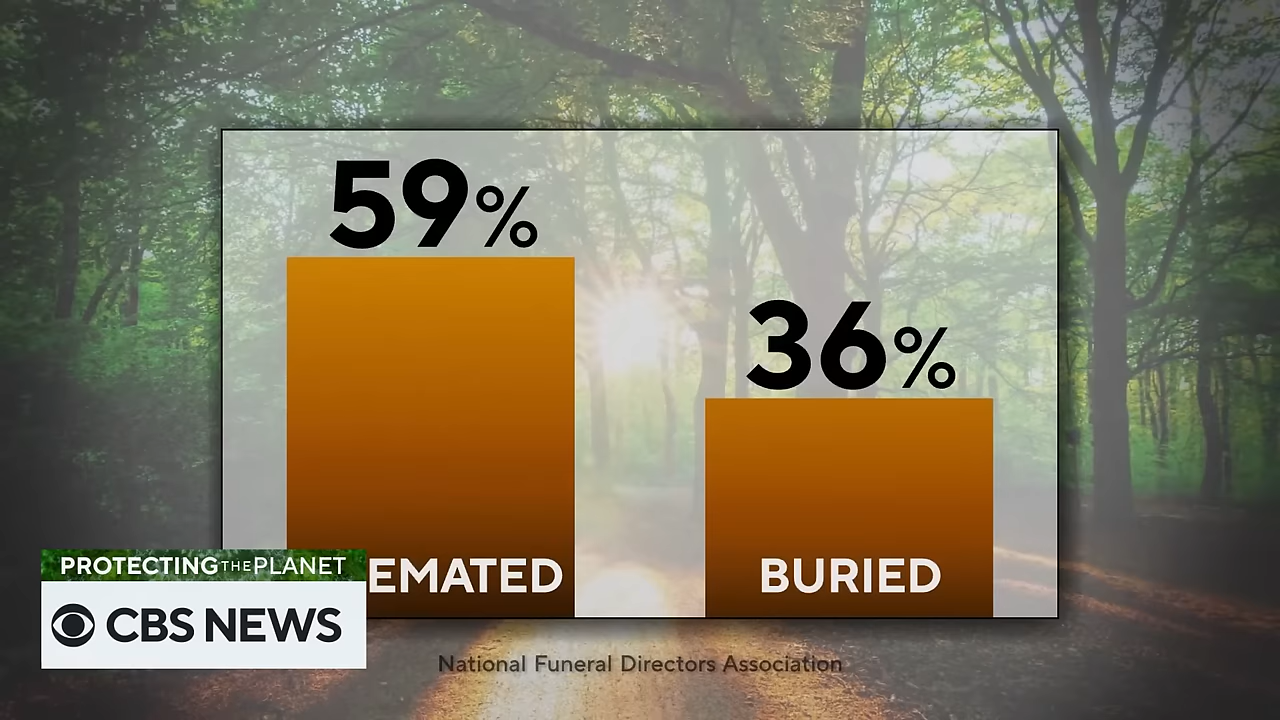 59%
36%
EMATED
BURIED
PROTECTING THE PLANET
CBS NEWS
National Funeral Directors Association